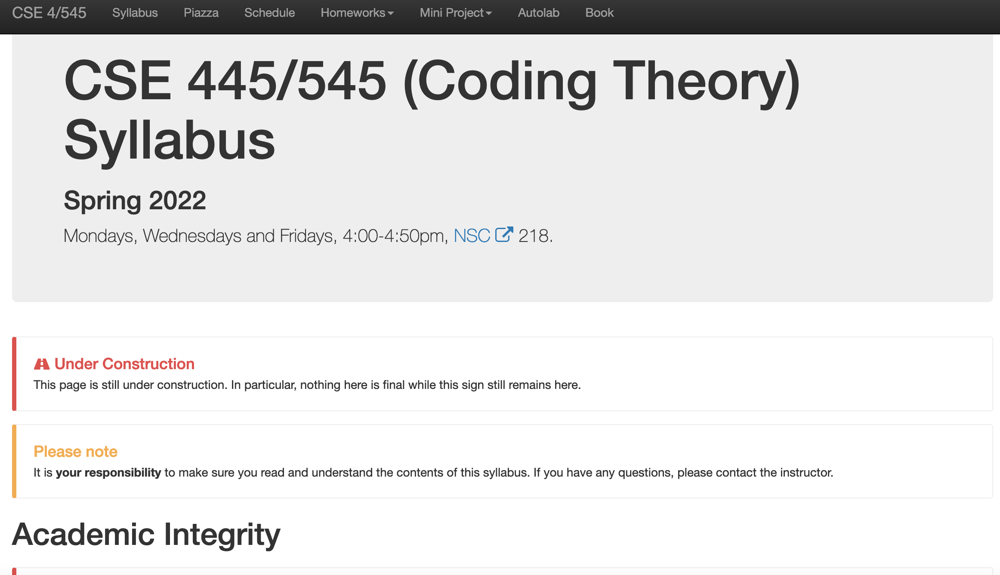 CSE 4/545 Syllabus Piazza Schedule Homeworks Mini Project Autolab Book
CSE 445/545 (Coding Theory)
Syllabus
Spring 2022
Mondays, Wednesdays and Fridays, 4:00-4:50pm, NSC 218.
Under Construction
This page is still under construction. In particular, nothing here is final while this sign still remains here.
Please note
It is your responsibility to make sure you read and understand the contents of this syllabus. If you have any questions, please contact the instructor.
Academic Integrity